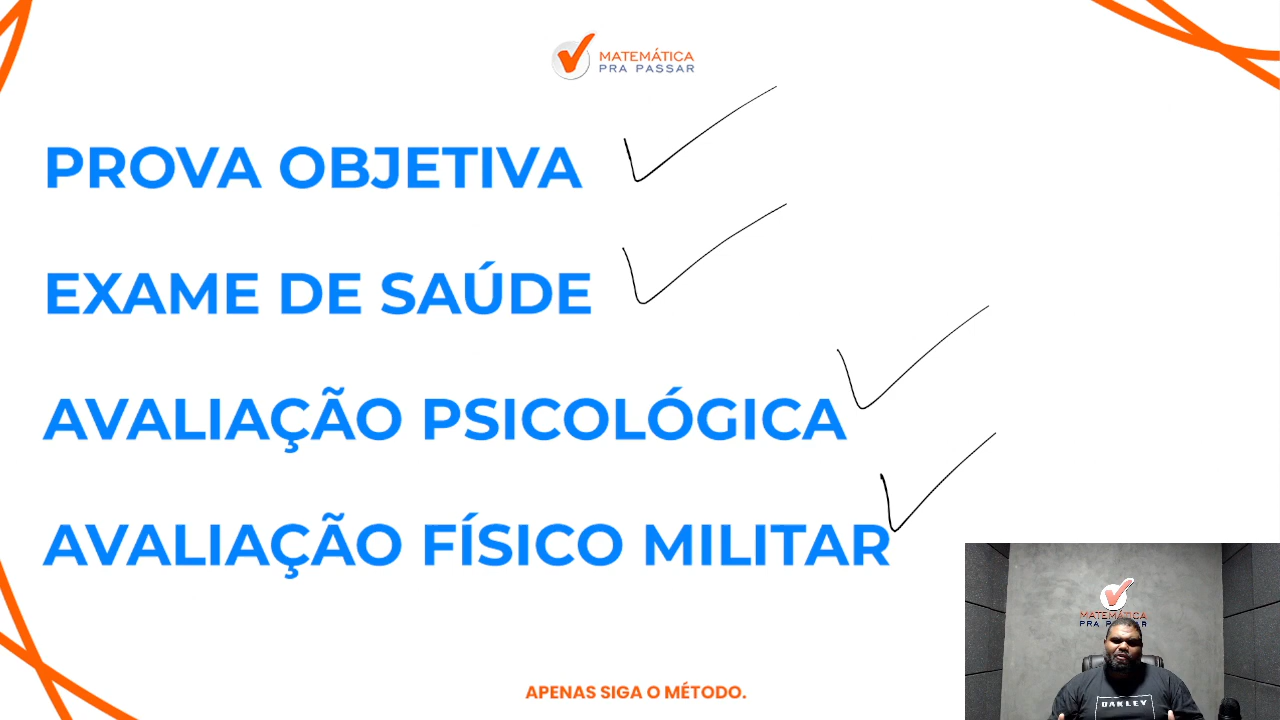 MATEMÁTICA
PRA PASSAR
PROVA OBJETIVA
EXAME DE SAÚDE
AVALIAÇÃO PSICOLÓGICA
AVALIAÇÃO FÍSICO MILITAR
MATEMÁTICA
PRA PASSAR
OAKLEY
APENAS SIGA O MÉTODO.